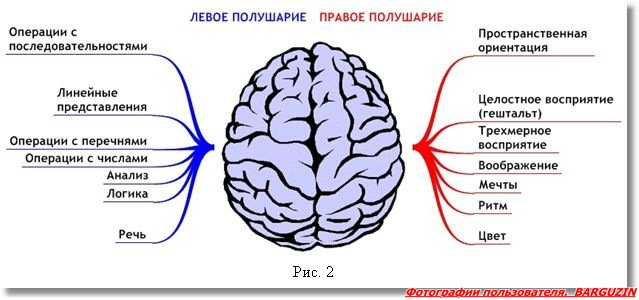 ЛЕВОЕ ПОЛУШАРИЕ ПРАВОЕ ПОЛУШАРИЕ
Операции с
последовательностями
Линейные
представления
Операции с перечнями
Операции с числами
Анализ
Логика
Речь
Пространственная
ориентация
Целостное восприятие
(гештальт)
Трехмерное
восприятие
Воображение
Мечты
Ритм
Цвет
Рис. 2
Фотографии пользователя. BARGUZIN